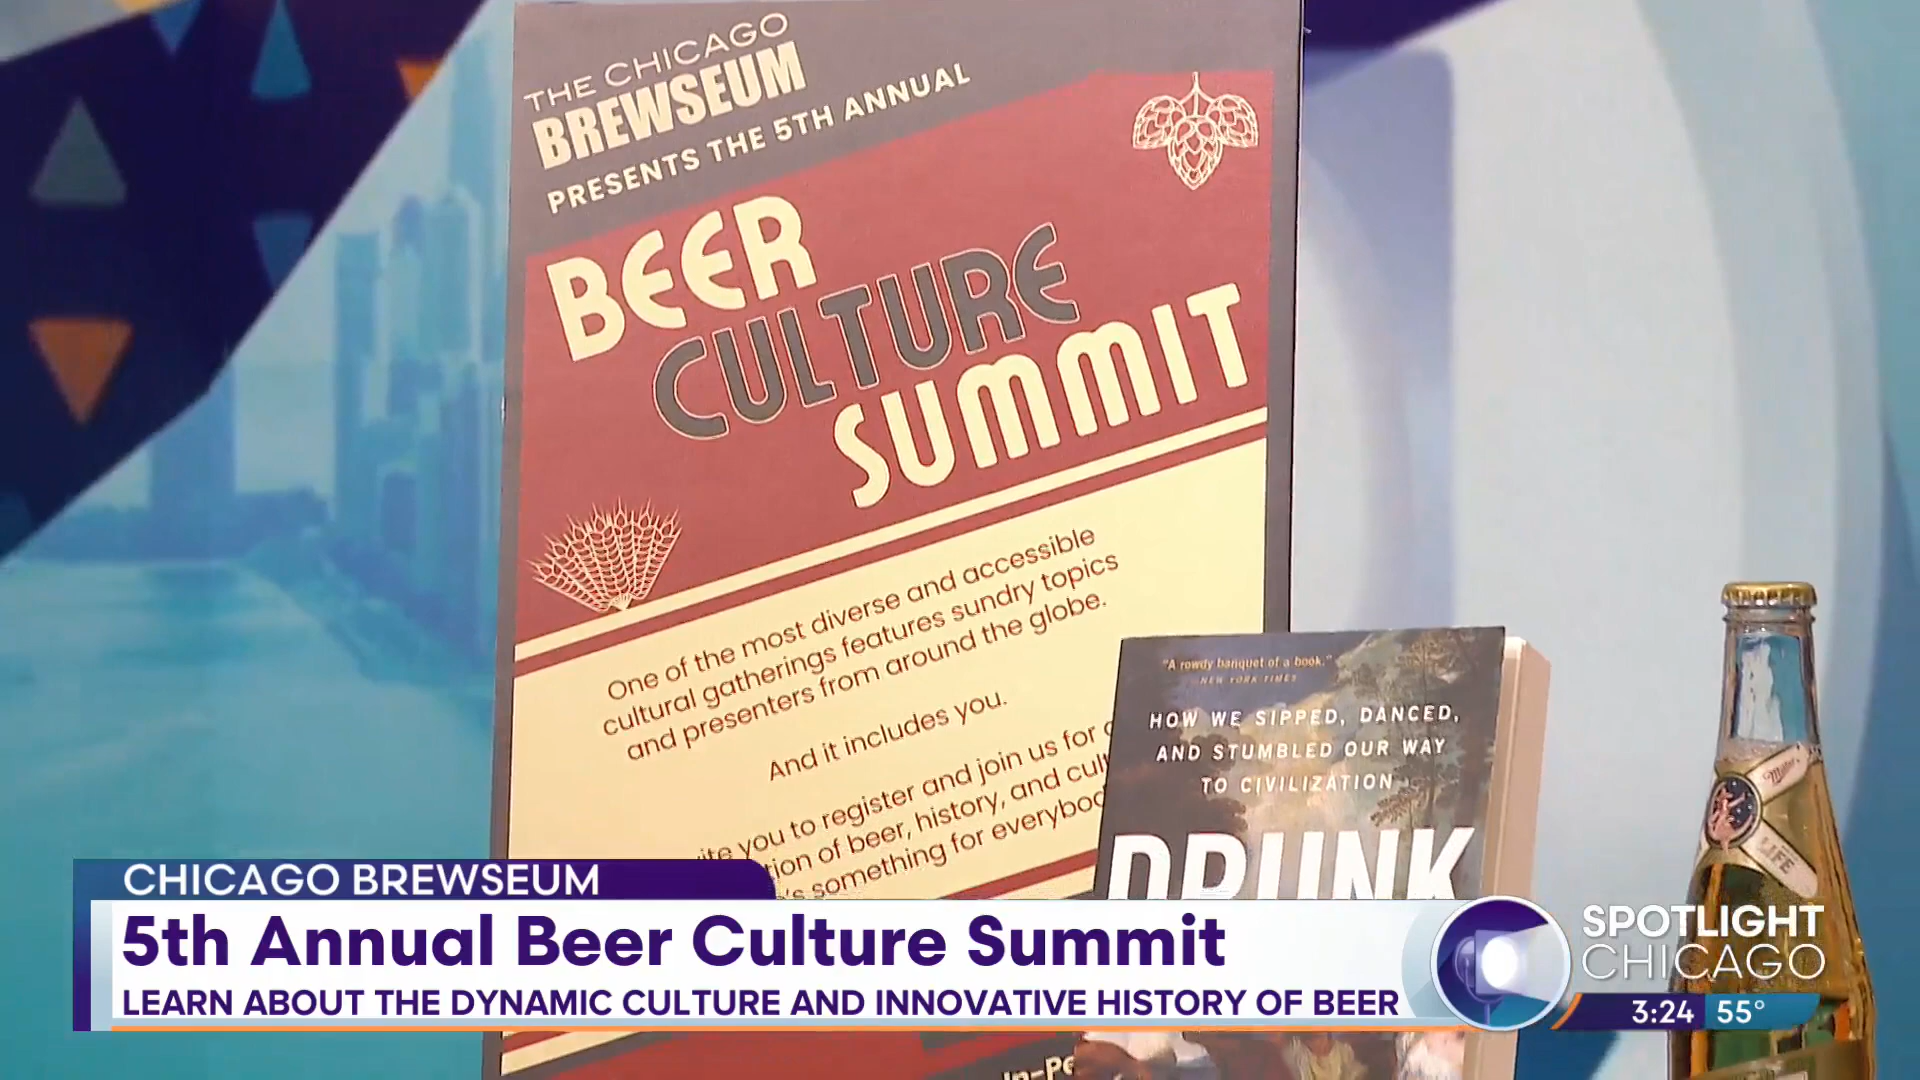 THE CHICAGO
BREWSEUM
PRESENTS THE 5TH ANNUAL
BEER
CULTURE
SUMMIT
One of the most diverse and accessible
cultural gatherings features sundry topics
and presenters from around the globe.
And it includes you.
you to register and join us for
of beer, history, and
something for
"A rowdy banquet of a book."
NEW YORK TIMES
HOW WE SIPPED, DANCED,
AND STUMBLED OUR WAY
TO CIVILIZATION
DRUNK
Miller
LIFE
CHICAGO BREWSEUM
5th Annual Beer Culture Summit
LEARN ABOUT THE DYNAMIC CULTURE AND INNOVATIVE HISTORY OF BEER
SPOTLIGHT
CHICAGO
3:24 55°